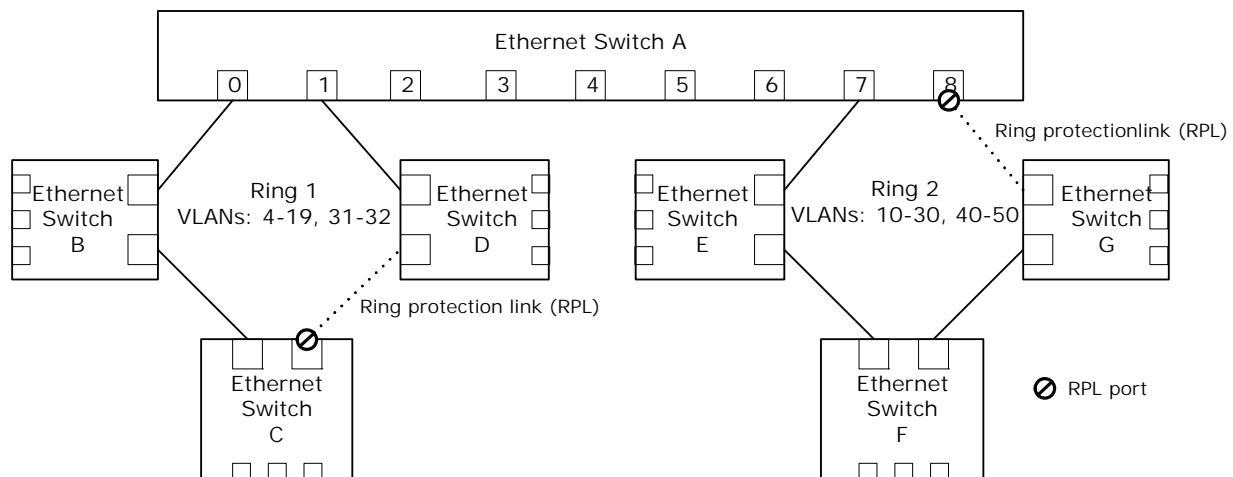 Ethernet Switch A
0 1 2 3 4 5 6 7 8
Ring protectionlink (RPL)
Ethernet
Switch
B
Ring 1
VLANs: 4-19, 31-32
Ethernet
Switch
D
Ethernet
Switch
E
Ring 2
VLANs: 10-30, 40-50
Ethernet
Switch
G
Ring protection link (RPL)
Ethernet
Switch
C
Ethernet
Switch
F
RPL port